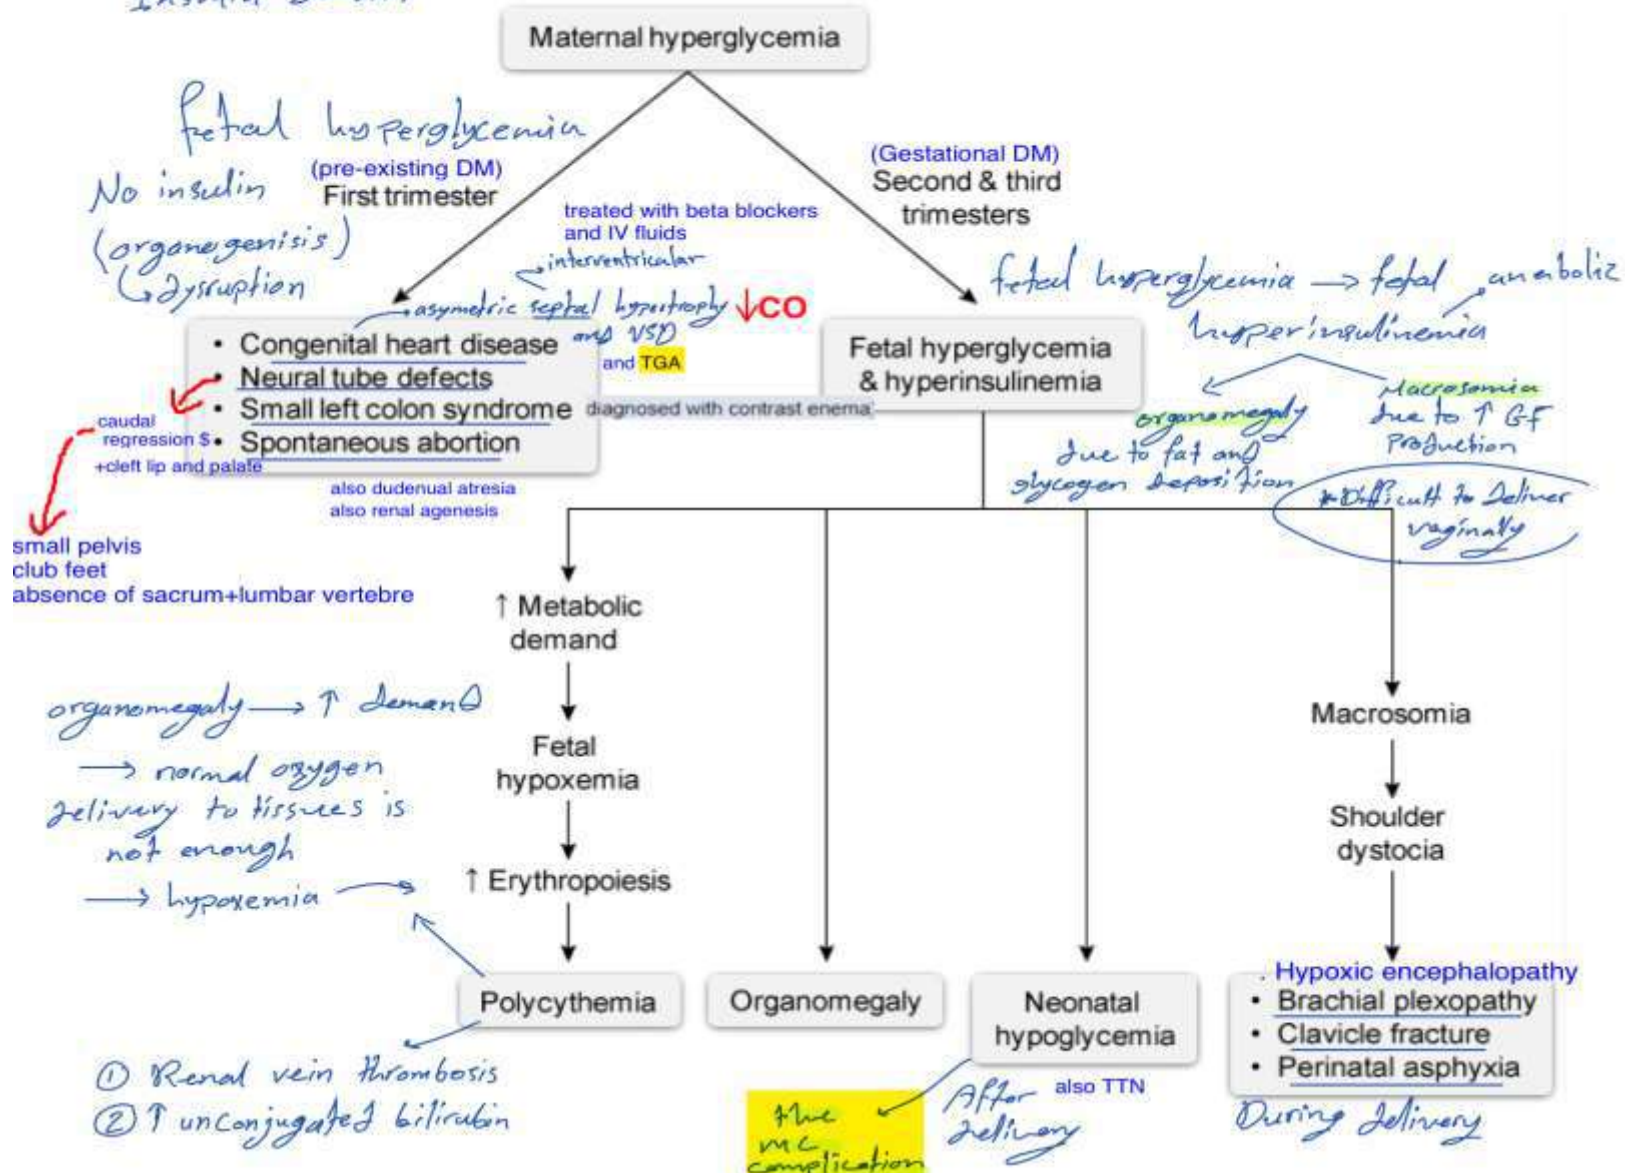 Maternal hyperglycemia
fetal hyperglycemia
(pre-existing DM)
First trimester
No insulin
(organogenisis)
↳ dysruption
(Gestational DM)
Second & third
trimesters
treated with beta blockers
and IV fluids
interventricular
asymetric septal hypertrophy ↓CO
and VSD
and TGA
• Congenital heart disease
• Neural tube defects
• Small left colon syndrome diagnosed with contrast enema
• Spontaneous abortion
caudal
regression $
+cleft lip and palate
also dudenual atresia
also renal agenesis
small pelvis
club feet
absence of sacrum+lumbar vertebre
Fetal hyperglycemia
& hyperinsulinemia
fetal hyperglycemia → fetal
hyperinsulinemia
anabolic
organomegaly
due to fat and
glycogen deposition
Macrosomia
due to ↑ GF
production
*Difficult to deliver
vaginally
↑ Metabolic
demand
Fetal
hypoxemia
↑ Erythropoiesis
organomegaly → ↑ demand
→ normal oxygen
delivery to tissues is
not enough
→ hypoxemia
Macrosomia
Shoulder
dystocia
Polycythemia
Organomegaly
Neonatal
hypoglycemia
. Hypoxic encephalopathy
• Brachial plexopathy
• Clavicle fracture
• Perinatal asphyxia
① Renal vein thrombosis
② ↑ unconjugated bilirubin
the
mc
complication
After
delivery
also TTN
During delivery